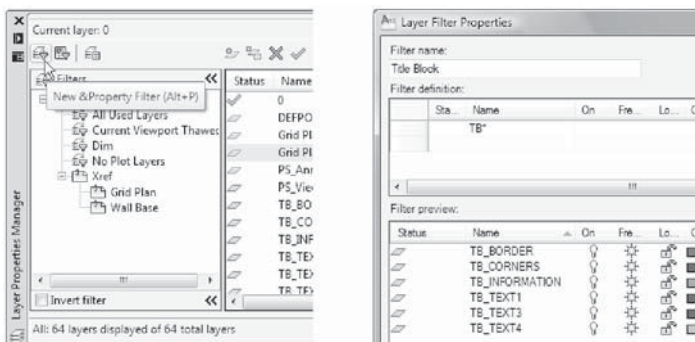 Current layer: 0
Filters
New &Property Filter (Alt+P)
All Used Layers
Current Viewport Thawed
Dim
No Plot Layers
Xref
Grid Plan
Wall Base
Invert filter
All: 64 layers displayed of 64 total layers
Layer Properties Manager
Status Name
0
DEFPO
Grid Pl
Grid Pl
PS_Ann
PS_View
TB_BO
TB_CO
TB_INF
TB_TEX
TB_TEX
TB_TEX
Layer Filter Properties
Filter name:
Title Block
Filter definition:
Sta... Name On Fre... Lo...
TB*
Filter preview:
Status Name On Fre... Lo...
TB_BORDER
TB_CORNERS
TB_INFORMATION
TB_TEXT1
TB_TEXT3
TB_TEXT4